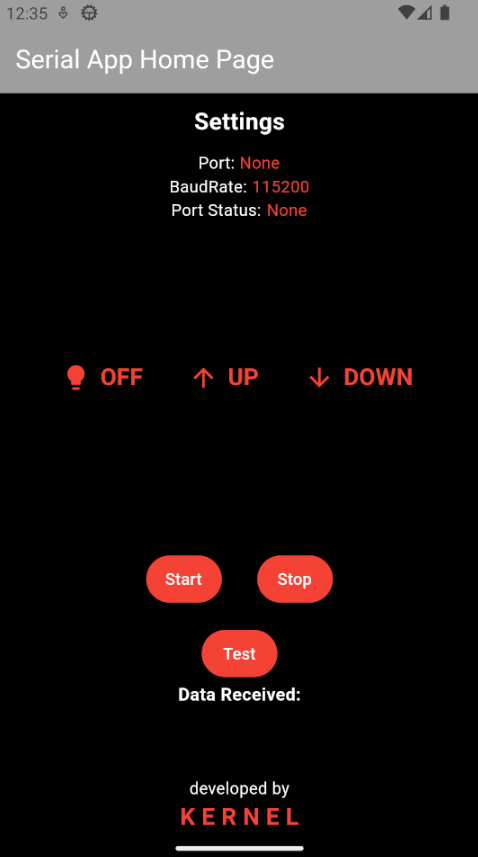 12:35
Serial App Home Page
Settings
Port: None
BaudRate: 115200
Port Status: None
OFF UP DOWN
Start Stop
Test
Data Received:
developed by
KERNEL